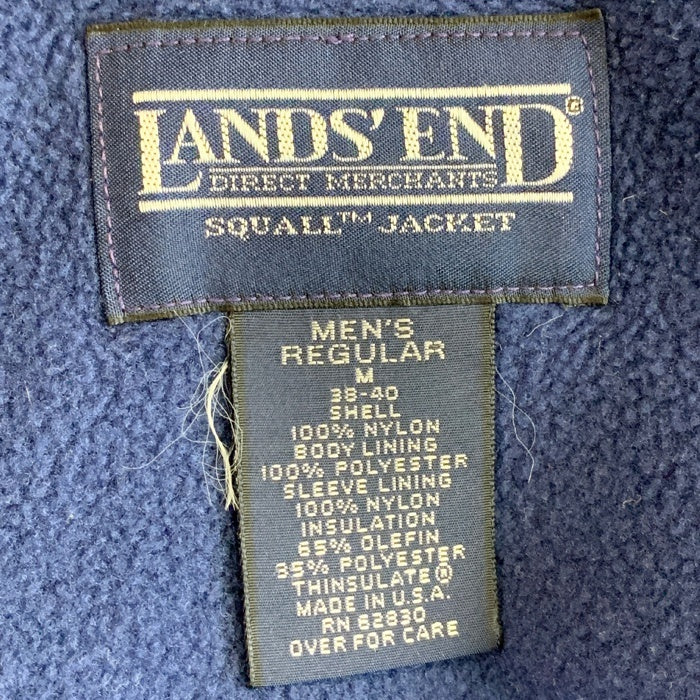 LANDS' END®
DIRECT MERCHANTS
SQUALL™ JACKET
MEN'S
REGULAR
M
38-40
SHELL
100% NYLON
BODY LINING
100% POLYESTER
SLEEVE LINING
100% NYLON
INSULATION
65% OLEFIN
35% POLYESTER
THINSULATE®
MADE IN U.S.A.
RN 62830
OVER FOR CARE